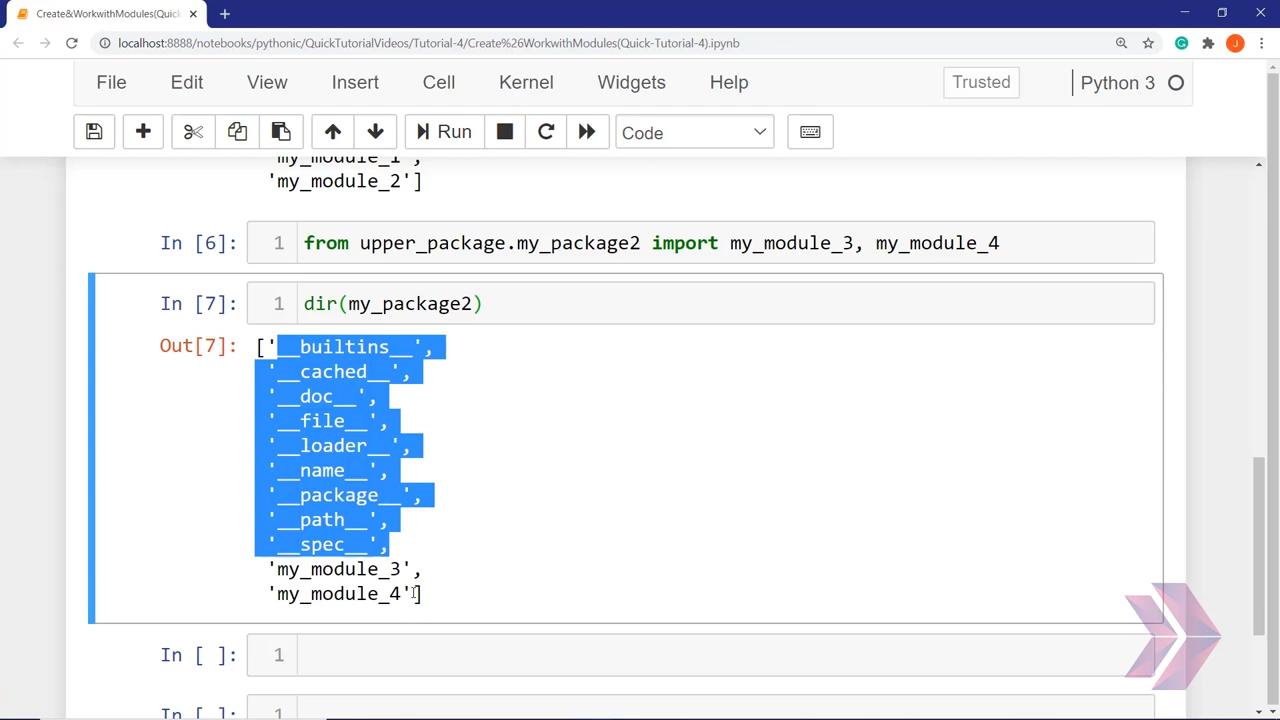 Create&WorkwithModules(Quick
localhost:8888/notebooks/pythonic/QuickTutorialVideos/Tutorial-4/Create%26WorkwithModules(Quick-Tutorial-4).ipynb
J
File Edit View Insert Cell Kernel Widgets Help Trusted Python 3
Run Code
'my_module_1',
'my_module_2']
In [6]: 1 from upper_package.my_package2 import my_module_3, my_module_4
In [7]: 1 dir(my_package2)
Out[7]: ['__builtins__',
'__cached__',
'__doc__',
'__file__',
'__loader__',
'__name__',
'__package__',
'__path__',
'__spec__',
'my_module_3',
'my_module_4']
In [ ]: 1
In [ ]: 1